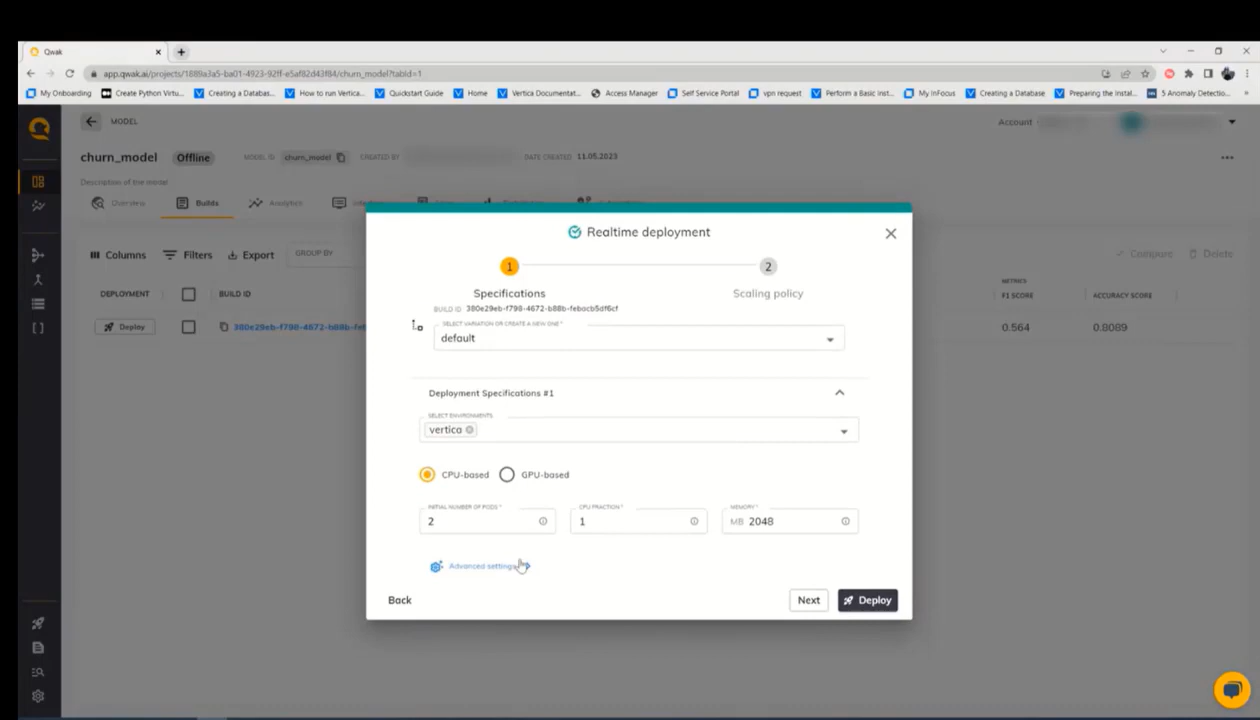 Qwak
app.qwak.ai/projects/1889a3a5-ba01-4923-92ff-e5af82d43f84/churn_model?tabId=1
My Onboarding Create Python Virtu... Creating a Databas... How to run Vertica... Quickstart Guide Home Vertica Documentat... Access Manager Self Service Portal vpn request Perform a Basic Inst... My InFocus Creating a Database Preparing the Instal... 5 Anomaly Detectio...
MODEL
Account
churn_model Offline MODEL ID churn_model CREATED BY DATE CREATED 11.05.2023
Description of the model
Overview Builds Analytics
Columns Filters Export GROUP BY
Compare Delete
DEPLOYMENT BUILD ID
METRICS
F1 SCORE ACCURACY SCORE
Deploy 380e29eb-f798-4672-b88b-feb
0.564 0.8089
Realtime deployment
1 2
Specifications Scaling policy
BUILD ID 380e29eb-f798-4672-b88b-febacb5df6cf
SELECT VARIATION OR CREATE A NEW ONE *
default
Deployment Specifications #1
SELECT ENVIRONMENTS
vertica
CPU-based GPU-based
INITIAL NUMBER OF PODS * CPU FRACTION * MEMORY *
2 1 MB 2048
Advanced settings
Back Next Deploy